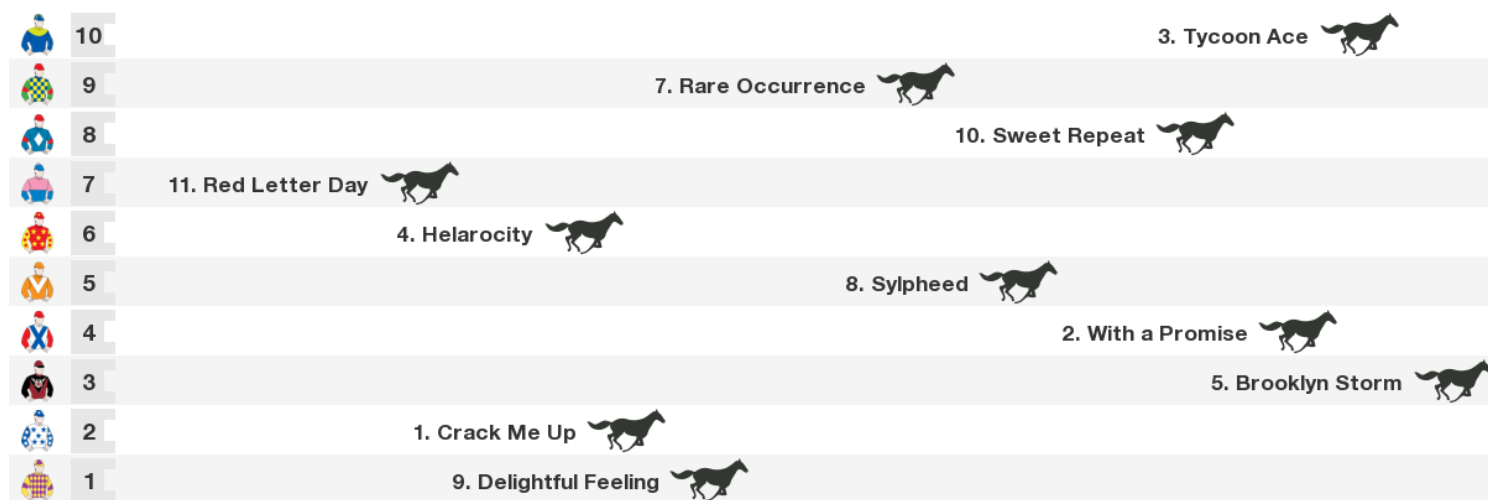 10 3. Tycoon Ace
9 7. Rare Occurrence
8 10. Sweet Repeat
7 11. Red Letter Day
6 4. Helarocity
5 8. Sylpheed
4 2. With a Promise
3 5. Brooklyn Storm
2 1. Crack Me Up
1 9. Delightful Feeling